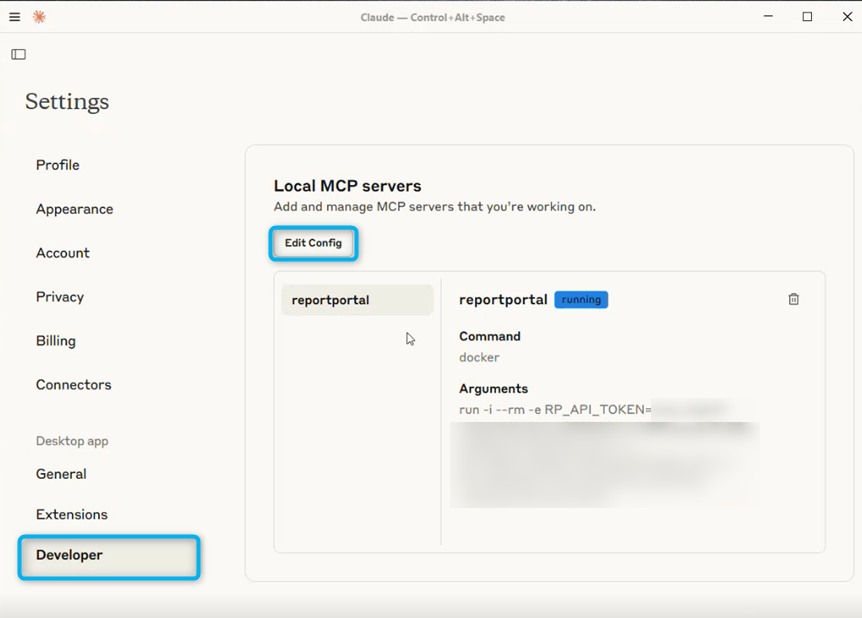 Claude — Control+Alt+Space
Settings
Profile
Appearance
Account
Privacy
Billing
Connectors
Desktop app
General
Extensions
Developer
Local MCP servers
Add and manage MCP servers that you're working on.
Edit Config
reportportal
reportportal running
Command
docker
Arguments
run -i --rm -e RP_API_TOKEN=